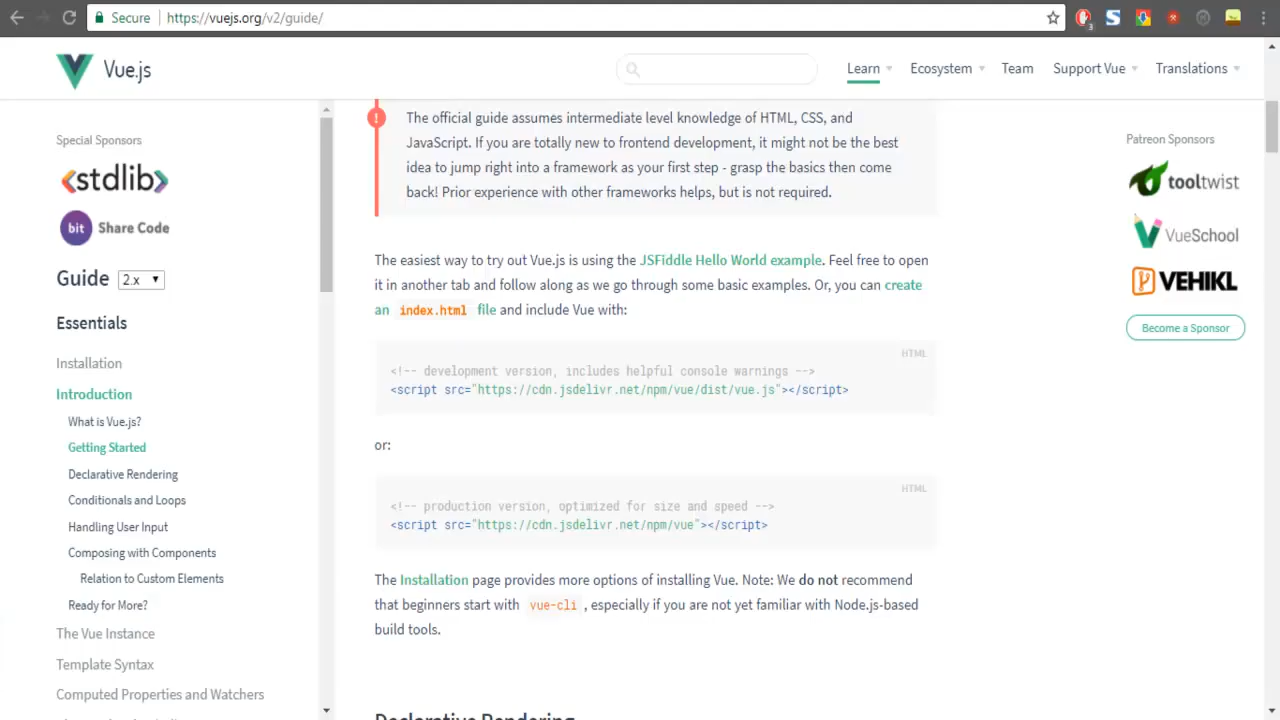 Secure | https://vuejs.org/v2/guide/
3
Vue.js
Learn
Ecosystem
Team
Support Vue
Translations
Special Sponsors
<stdlib>
bit Share Code
Guide 2.x
Essentials
Installation
Introduction
What is Vue.js?
Getting Started
Declarative Rendering
Conditionals and Loops
Handling User Input
Composing with Components
Relation to Custom Elements
Ready for More?
The Vue Instance
Template Syntax
Computed Properties and Watchers
!
The official guide assumes intermediate level knowledge of HTML, CSS, and
JavaScript. If you are totally new to frontend development, it might not be the best
idea to jump right into a framework as your first step - grasp the basics then come
back! Prior experience with other frameworks helps, but is not required.
The easiest way to try out Vue.js is using the JSFiddle Hello World example. Feel free to open
it in another tab and follow along as we go through some basic examples. Or, you can create
an index.html file and include Vue with:
HTML
<!-- development version, includes helpful console warnings -->
<script src="https://cdn.jsdelivr.net/npm/vue/dist/vue.js"></script>
or:
HTML
<!-- production version, optimized for size and speed -->
<script src="https://cdn.jsdelivr.net/npm/vue"></script>
The Installation page provides more options of installing Vue. Note: We do not recommend
that beginners start with vue-cli , especially if you are not yet familiar with Node.js-based
build tools.
Declarative Rendering
Patreon Sponsors
tooltwist
VueSchool
VEHIKL
Become a Sponsor